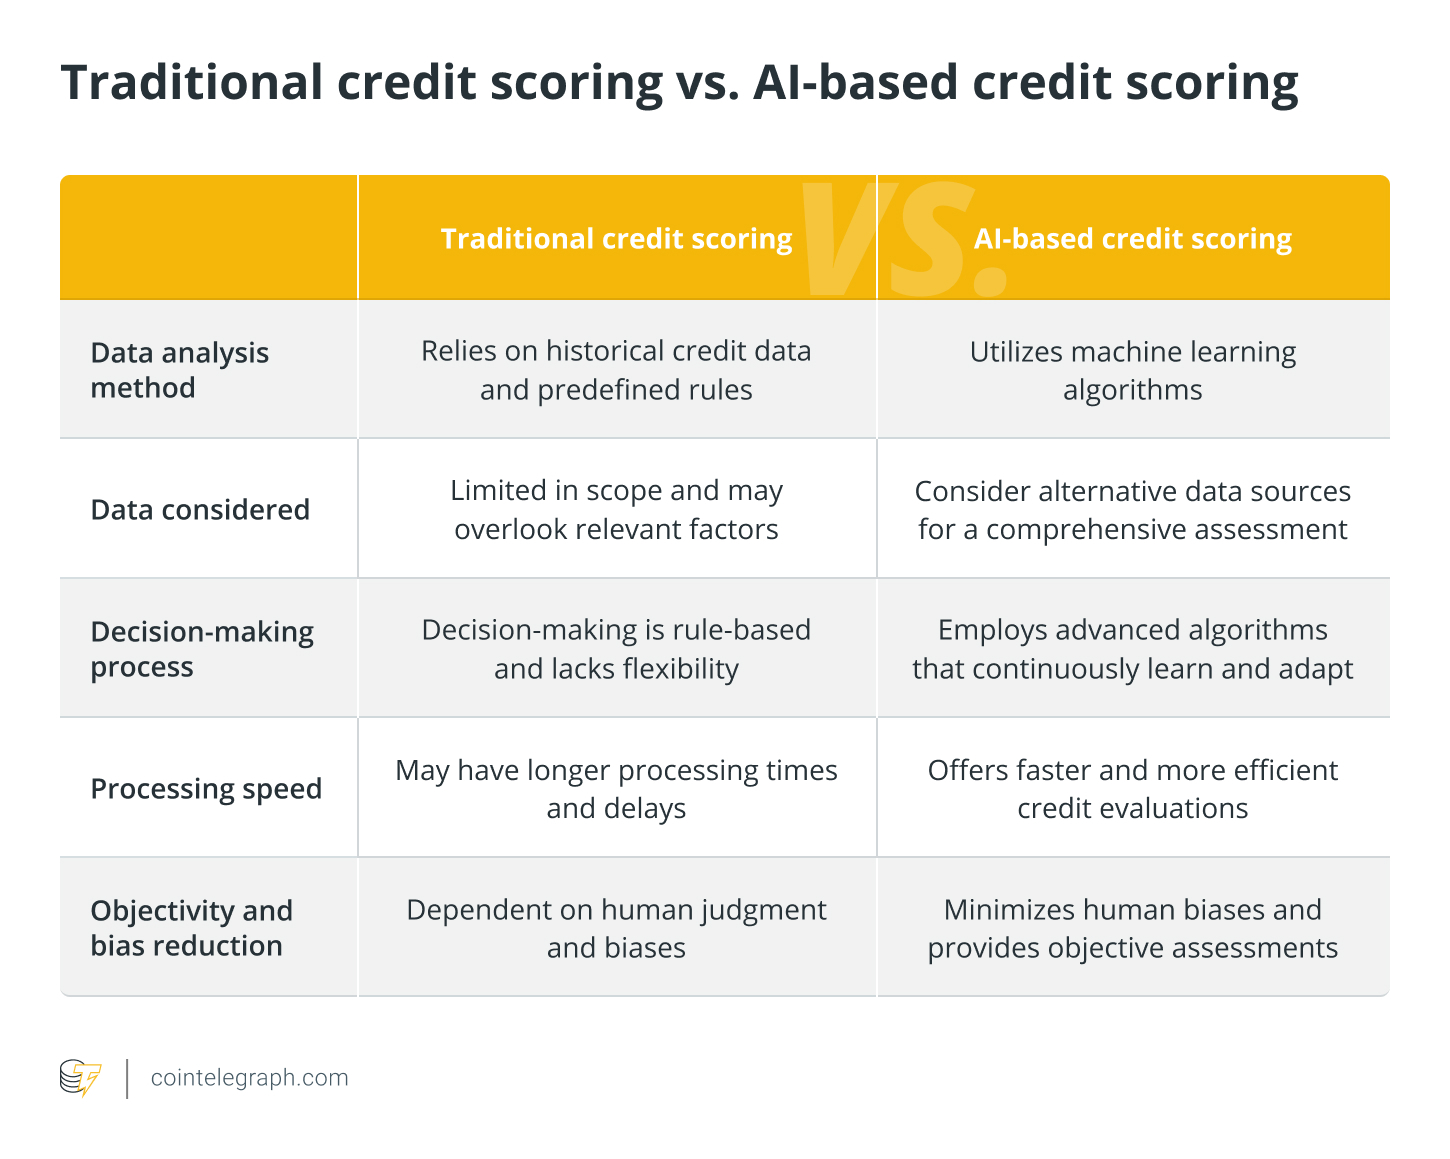 Traditional credit scoring vs. AI-based credit scoring
VS.
Traditional credit scoring
AI-based credit scoring
Data analysis
method
Relies on historical credit data
and predefined rules
Utilizes machine learning
algorithms
Data considered
Limited in scope and may
overlook relevant factors
Consider alternative data sources
for a comprehensive assessment
Decision-making
process
Decision-making is rule-based
and lacks flexibility
Employs advanced algorithms
that continuously learn and adapt
Processing speed
May have longer processing times
and delays
Offers faster and more efficient
credit evaluations
Objectivity and
bias reduction
Dependent on human judgment
and biases
Minimizes human biases and
provides objective assessments
cointelegraph.com